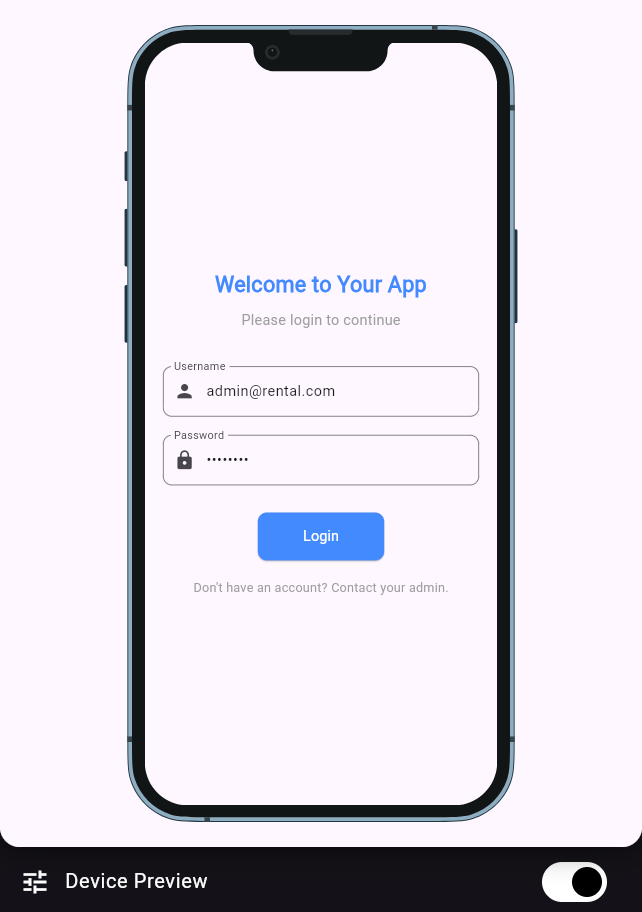 Welcome to Your App
Please login to continue
Username
admin@rental.com
Password
••••••••
Login
Don't have an account? Contact your admin.
Device Preview